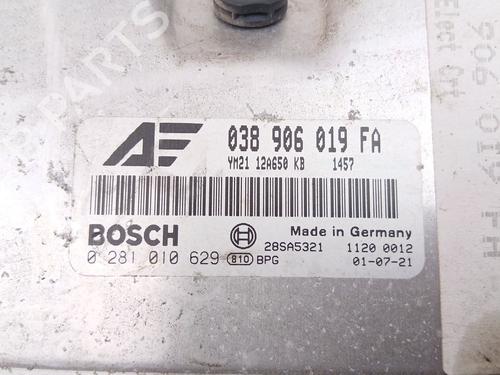 AE
038 906 019 FA
YM21 12A650 KB 1457
BOSCH
Made in Germany
28SA5321 1120 0012
0 281 010 629 810 BPG 01-07-21